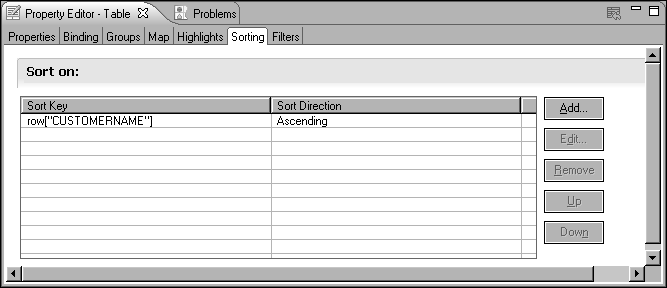 Property Editor - Table Problems
Properties Binding Groups Map Highlights Sorting Filters
Sort on:
Sort Key Sort Direction
row["CUSTOMERNAME"] Ascending
Add...
Edit...
Remove
Up
Down